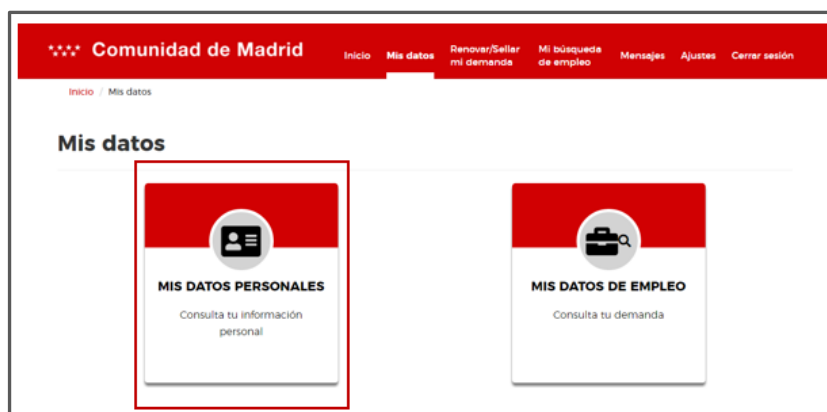 Comunidad de Madrid
Inicio
Mis datos
Renovar/Sellar
mi demanda
Mi búsqueda
de empleo
Mensajes
Ajustes
Cerrar sesión
Inicio / Mis datos
Mis datos
MIS DATOS PERSONALES
Consulta tu información
personal
MIS DATOS DE EMPLEO
Consulta tu demanda